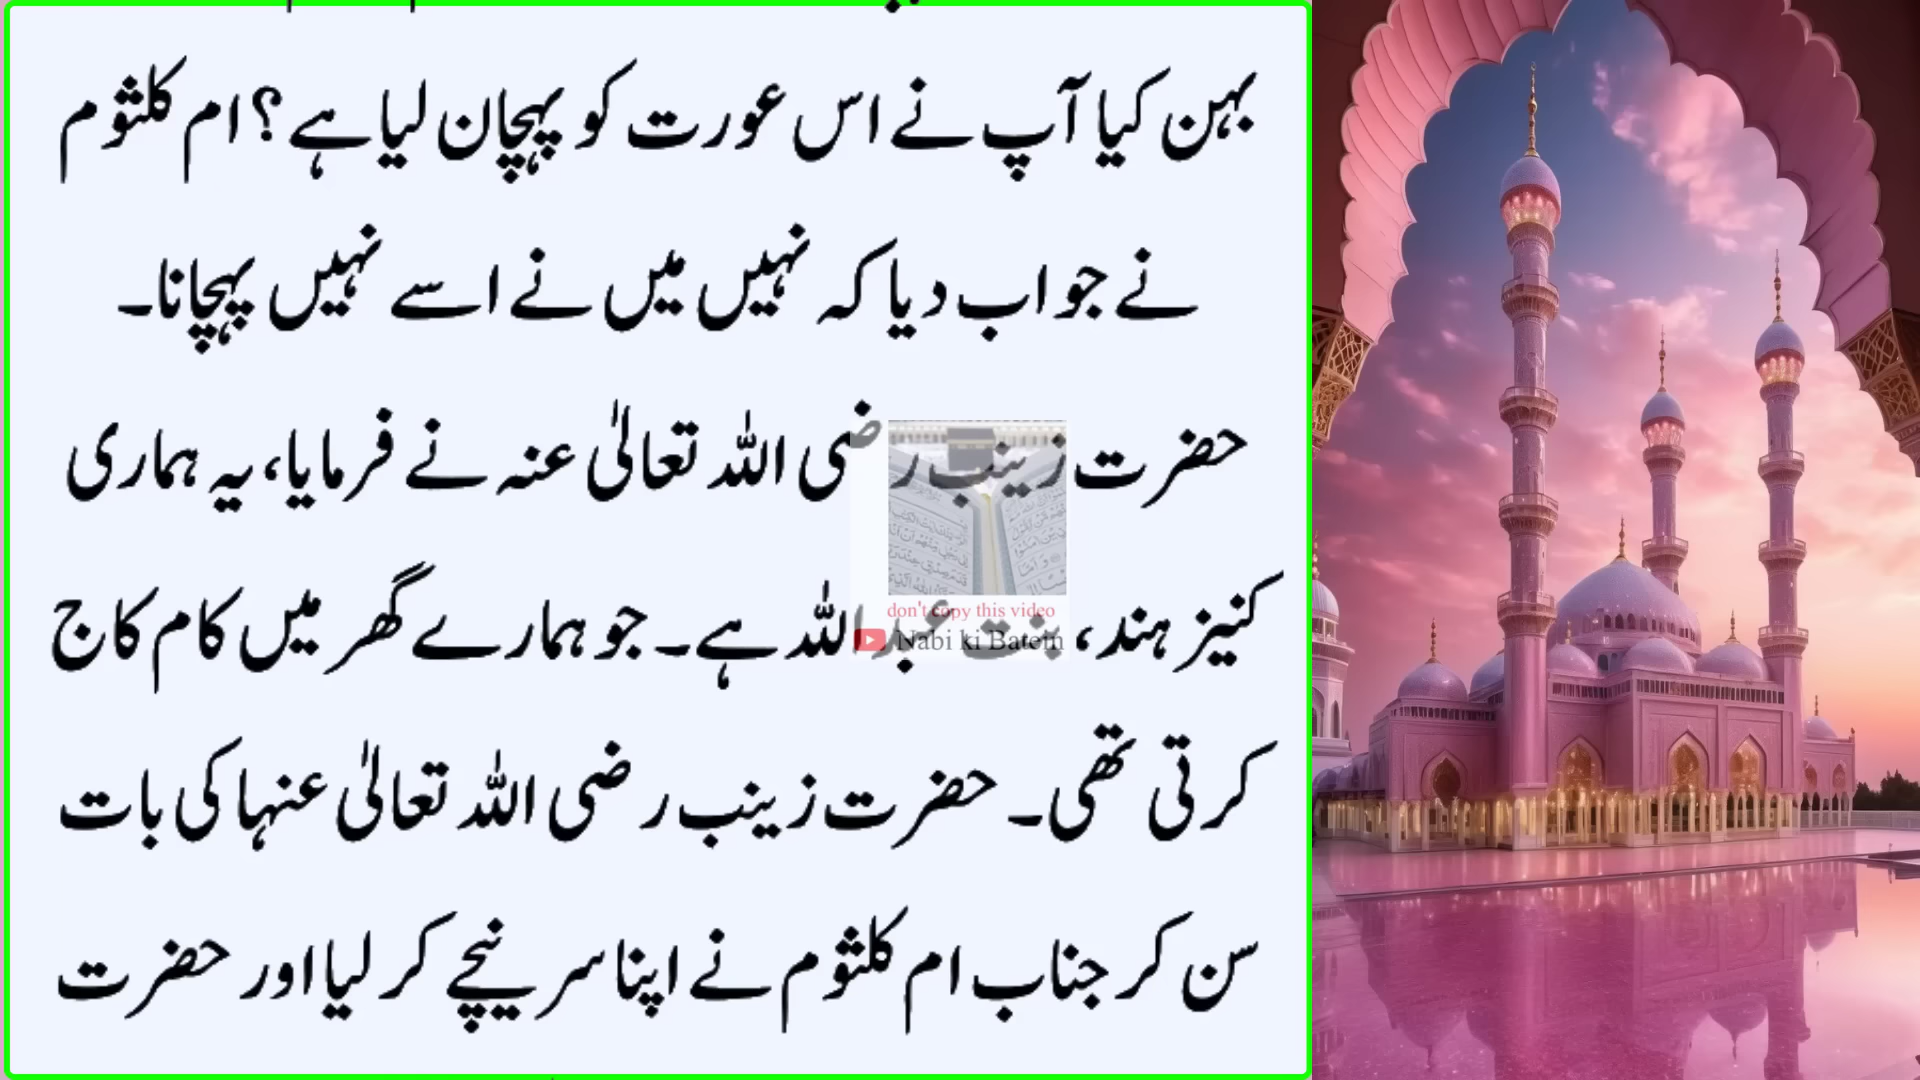 بہن کیا آپ نے اس عورت کو پہچان لیا ہے؟ ام کلثوم
نے جواب دیا کہ نہیں میں نے اسے نہیں پہچانا۔
حضرت زینب رضی اللہ تعالیٰ عنہ نے فرمایا، یہ ہماری
کنیز ہند، بنت عبد اللہ ہے۔ جو ہمارے گھر میں کام کاج
کرتی تھی۔ حضرت زینب رضی اللہ تعالیٰ عنہا کی بات
سن کر جناب ام کلثوم نے اپنا سر نیچے کر لیا اور حضرت
don't copy this video
Nabi ki Batein